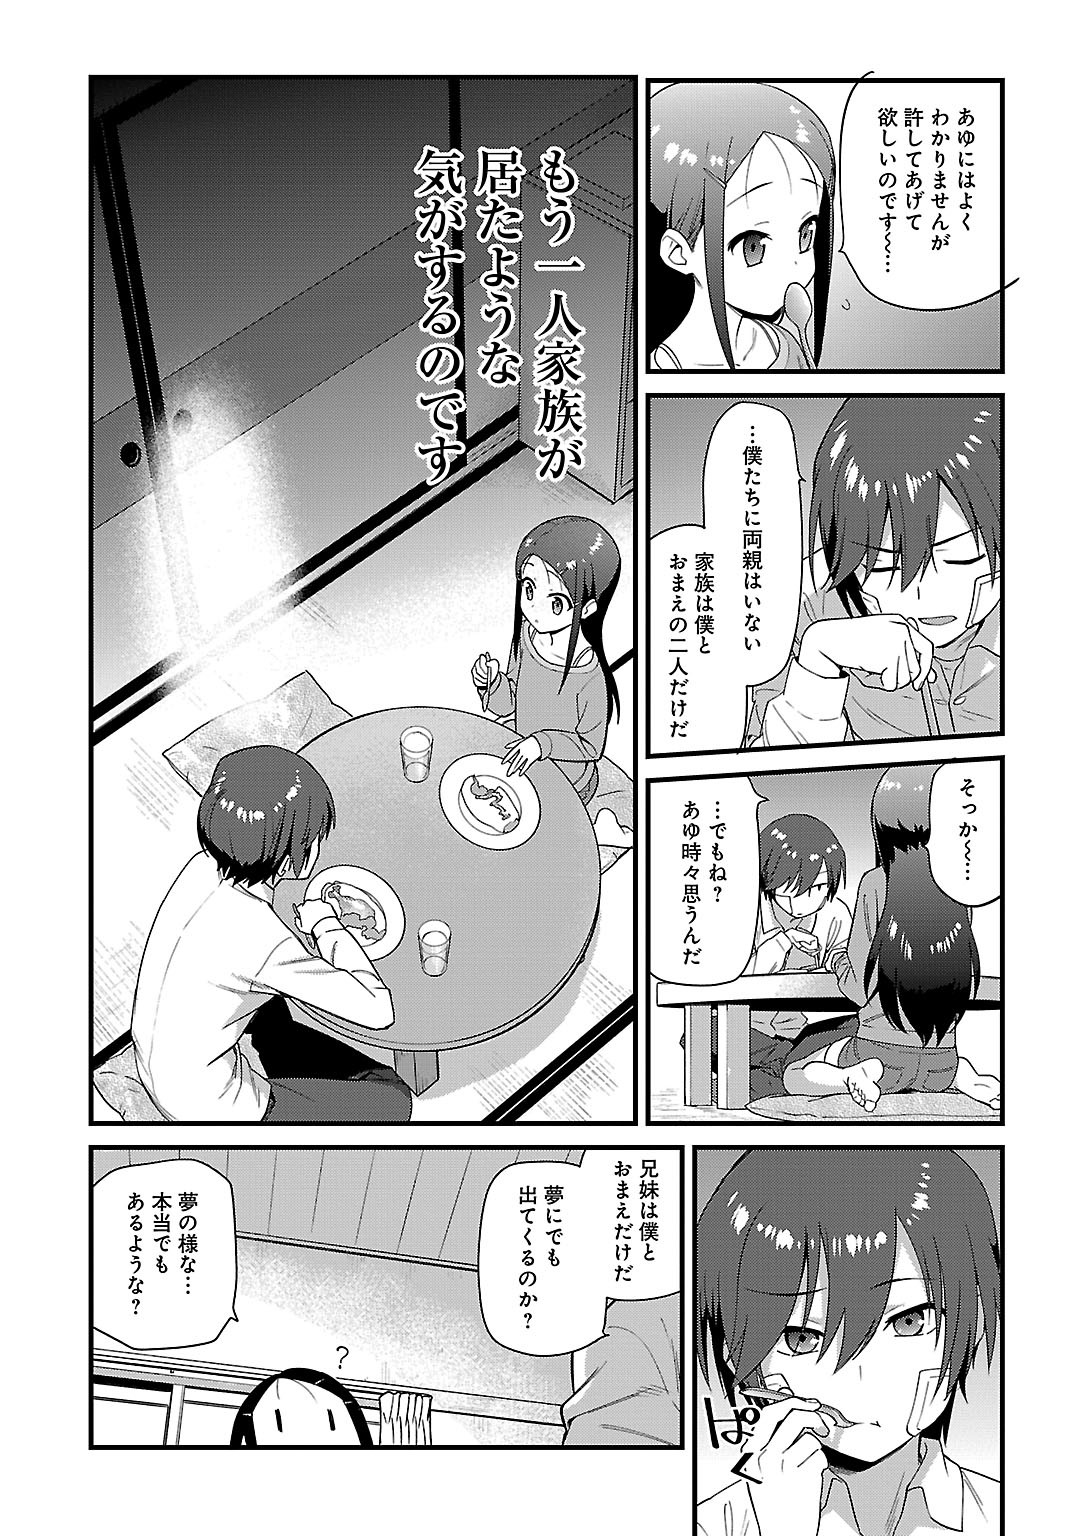 あゆにはよく
わかりませんが
許してあげて
欲しいのです～…
…僕たちに両親はいない
家族は僕と
おまえの二人だけだ
そっか～…
…でもね？
あゆ時々思うんだ
もう一人家族が
居たような
気がするのです
ぱく
兄妹は僕と
おまえだけだ
夢にでも
出てくるのか？
？
夢の様な…
本当でも
あるような？